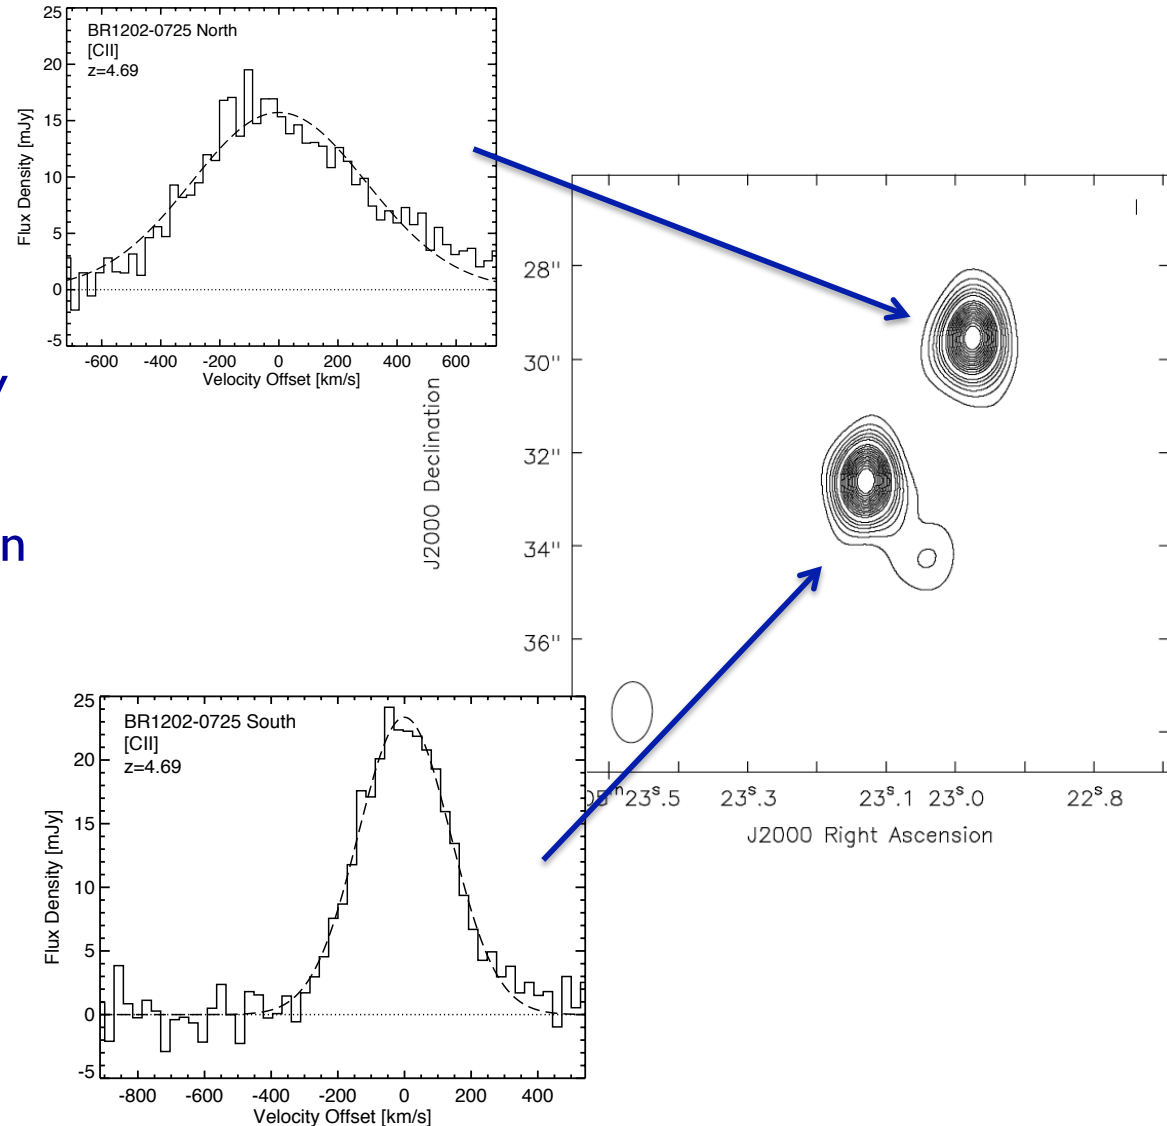 25
BR1202-0725 North
[CII]
z=4.69
20
15
10
5
0
-5
Flux Density [mJy]
-600 -400 -200 0 200 400 600
Velocity Offset [km/s]
y
n
J2000 Declination
28"
30"
32"
34"
36"
23s.5 23s.3 23s.1 23s.0 22s.8
J2000 Right Ascension
25
BR1202-0725 South
[CII]
z=4.69
20
15
10
5
0
-5
Flux Density [mJy]
-800 -600 -400 -200 0 200 400
Velocity Offset [km/s]